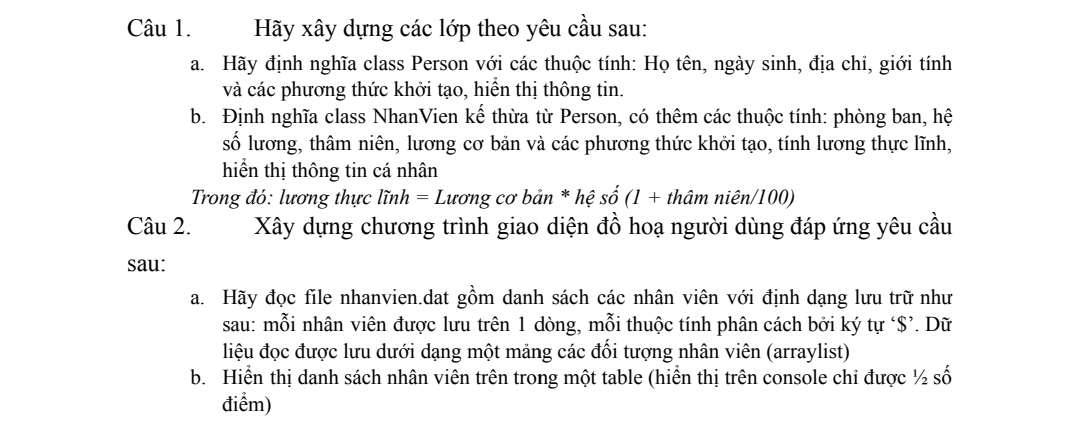 Câu 1. Hãy xây dựng các lớp theo yêu cầu sau:
a. Hãy định nghĩa class Person với các thuộc tính: Họ tên, ngày sinh, địa chỉ, giới tính
và các phương thức khởi tạo, hiển thị thông tin.
b. Định nghĩa class NhanVien kế thừa từ Person, có thêm các thuộc tính: phòng ban, hệ
số lương, thâm niên, lương cơ bản và các phương thức khởi tạo, tính lương thực lĩnh,
hiển thị thông tin cá nhân
Trong đó: lương thực lĩnh = Lương cơ bản * hệ số (1 + thâm niên/100)
Câu 2. Xây dựng chương trình giao diện đồ hoạ người dùng đáp ứng yêu cầu
sau:
a. Hãy đọc file nhanvien.dat gồm danh sách các nhân viên với định dạng lưu trữ như
sau: mỗi nhân viên được lưu trên 1 dòng, mỗi thuộc tính phân cách bởi ký tự ‘$’. Dữ
liệu đọc được lưu dưới dạng một mảng các đối tượng nhân viên (arraylist)
b. Hiển thị danh sách nhân viên trên trong một table (hiển thị trên console chỉ được ½ số
điểm)